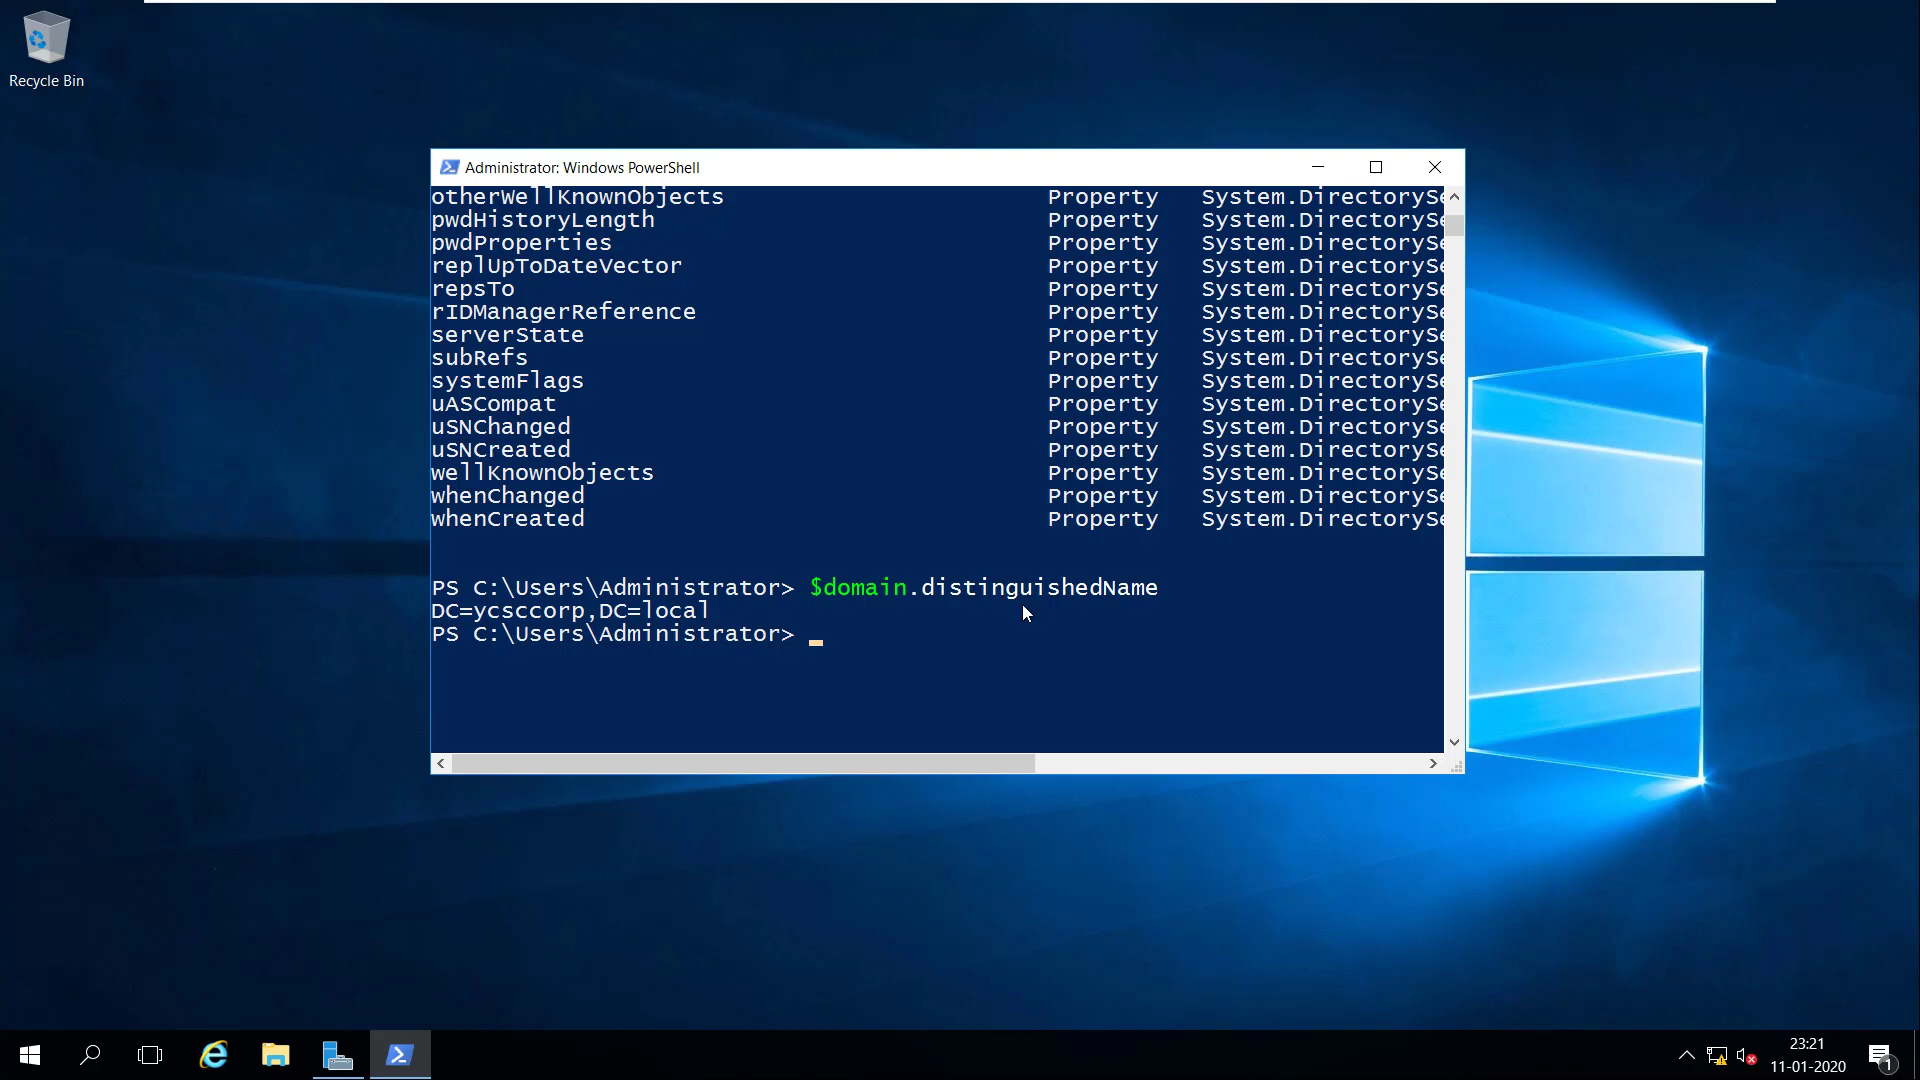 Recycle Bin
Administrator: Windows PowerShell
otherWellKnownObjects Property System.DirectorySe
pwdHistoryLength Property System.DirectorySe
pwdProperties Property System.DirectorySe
replUpToDateVector Property System.DirectorySe
repsTo Property System.DirectorySe
rIDManagerReference Property System.DirectorySe
serverState Property System.DirectorySe
subRefs Property System.DirectorySe
systemFlags Property System.DirectorySe
uASCompat Property System.DirectorySe
uSNChanged Property System.DirectorySe
uSNCreated Property System.DirectorySe
wellKnownObjects Property System.DirectorySe
whenChanged Property System.DirectorySe
whenCreated Property System.DirectorySe
PS C:\Users\Administrator> $domain.distinguishedName
DC=ycsccorp,DC=local
PS C:\Users\Administrator>
23:21
11-01-2020
1